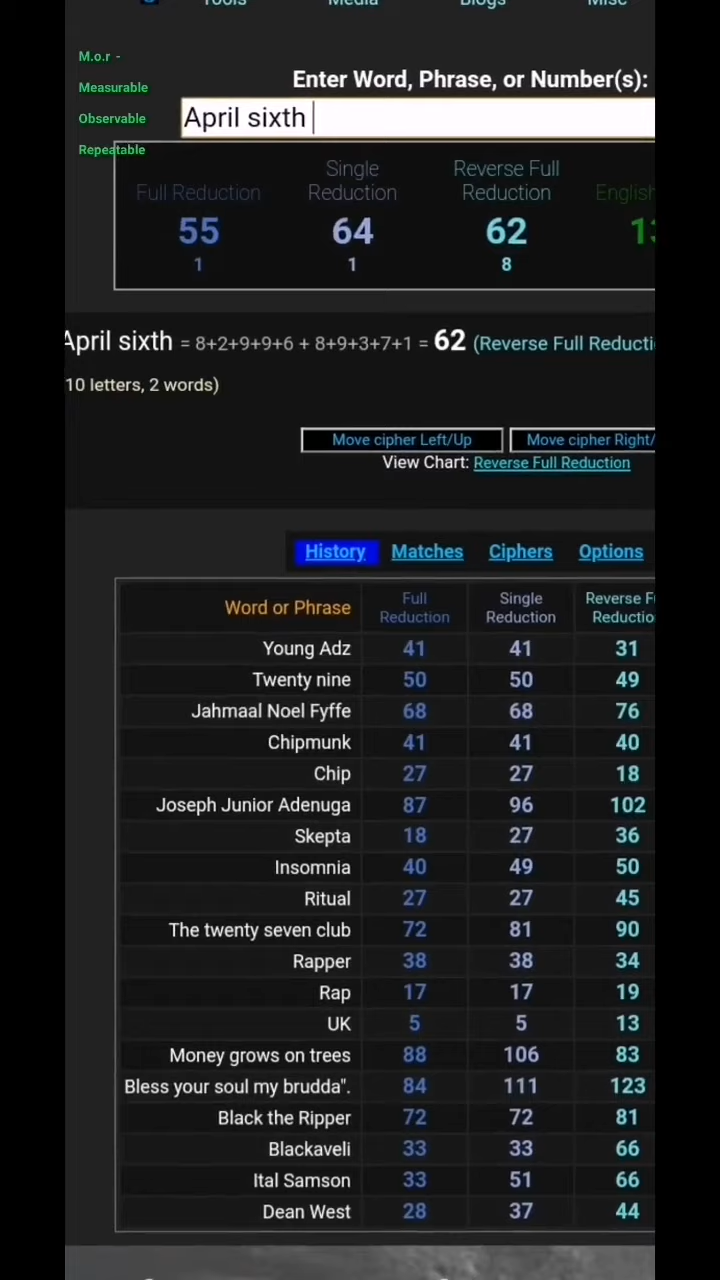 Tools Media Blogs Misc
M.o.r -
Measurable
Observable
Repeatable
Enter Word, Phrase, or Number(s):
April sixth
Full Reduction Single Reduction Reverse Full Reduction English
55 64 62
1 1 8
April sixth = 8+2+9+9+6 + 8+9+3+7+1 = 62 (Reverse Full Reducti
10 letters, 2 words)
Move cipher Left/Up Move cipher Right/
View Chart: Reverse Full Reduction
History Matches Ciphers Options
Word or Phrase Full Reduction Single Reduction Reverse Fu Reductio
Young Adz 41 41 31
Twenty nine 50 50 49
Jahmaal Noel Fyffe 68 68 76
Chipmunk 41 41 40
Chip 27 27 18
Joseph Junior Adenuga 87 96 102
Skepta 18 27 36
Insomnia 40 49 50
Ritual 27 27 45
The twenty seven club 72 81 90
Rapper 38 38 34
Rap 17 17 19
UK 5 5 13
Money grows on trees 88 106 83
Bless your soul my brudda". 84 111 123
Black the Ripper 72 72 81
Blackaveli 33 33 66
Ital Samson 33 51 66
Dean West 28 37 44